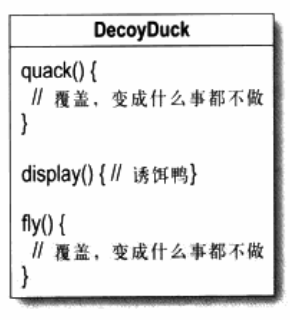 DecoyDuck
quack() {
// 覆盖，变成什么事都不做
}
display() { // 诱饵鸭}
fly() {
// 覆盖，变成什么事都不做
}